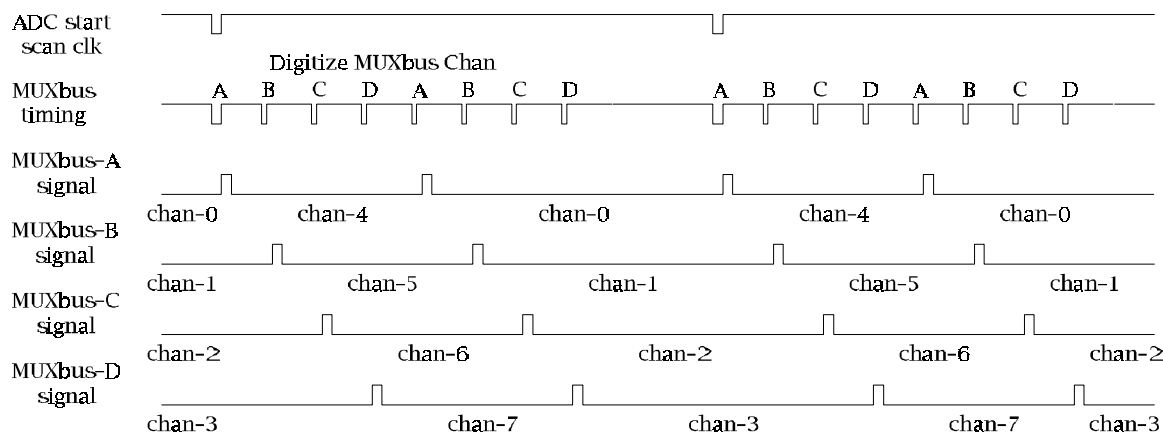 ADC start
scan clk
Digitize MUXbus Chan
MUXbus
timing
A B C D A B C D A B C D A B C D
MUXbus-A
signal
chan-0 chan-4 chan-0 chan-4 chan-0
MUXbus-B
signal
chan-1 chan-5 chan-1 chan-5 chan-1
MUXbus-C
signal
chan-2 chan-6 chan-2 chan-6 chan-2
MUXbus-D
signal
chan-3 chan-7 chan-3 chan-7 chan-3